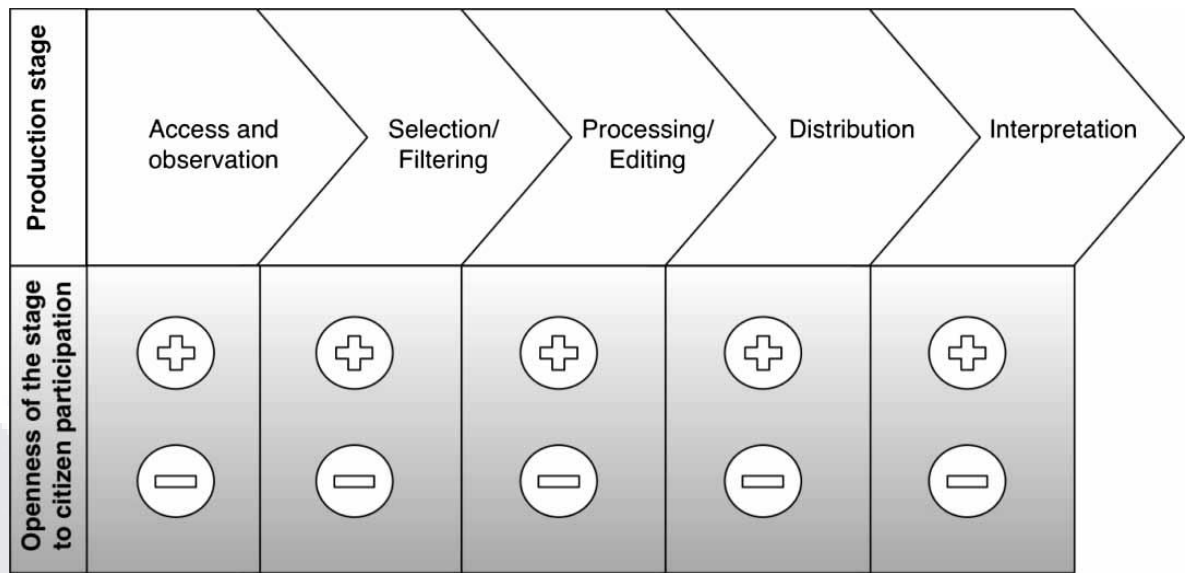 Production stage
Access and
observation
Selection/
Filtering
Processing/
Editing
Distribution
Interpretation
Openness of the stage
to citizen participation